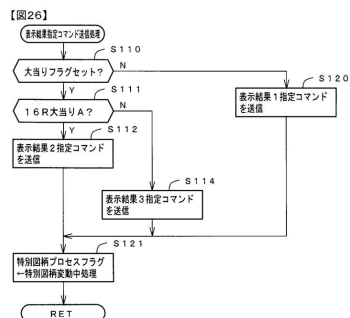 【図26】
表示結果指定コマンド送信処理
S110
大当りフラグセット?
N
Y
S111
S120
16R大当りA?
N
表示結果1指定コマンド
を送信
Y
S112
表示結果2指定コマンド
を送信
S114
表示結果3指定コマンド
を送信
S121
特別図柄プロセスフラグ
←特別図柄変動中処理
RET